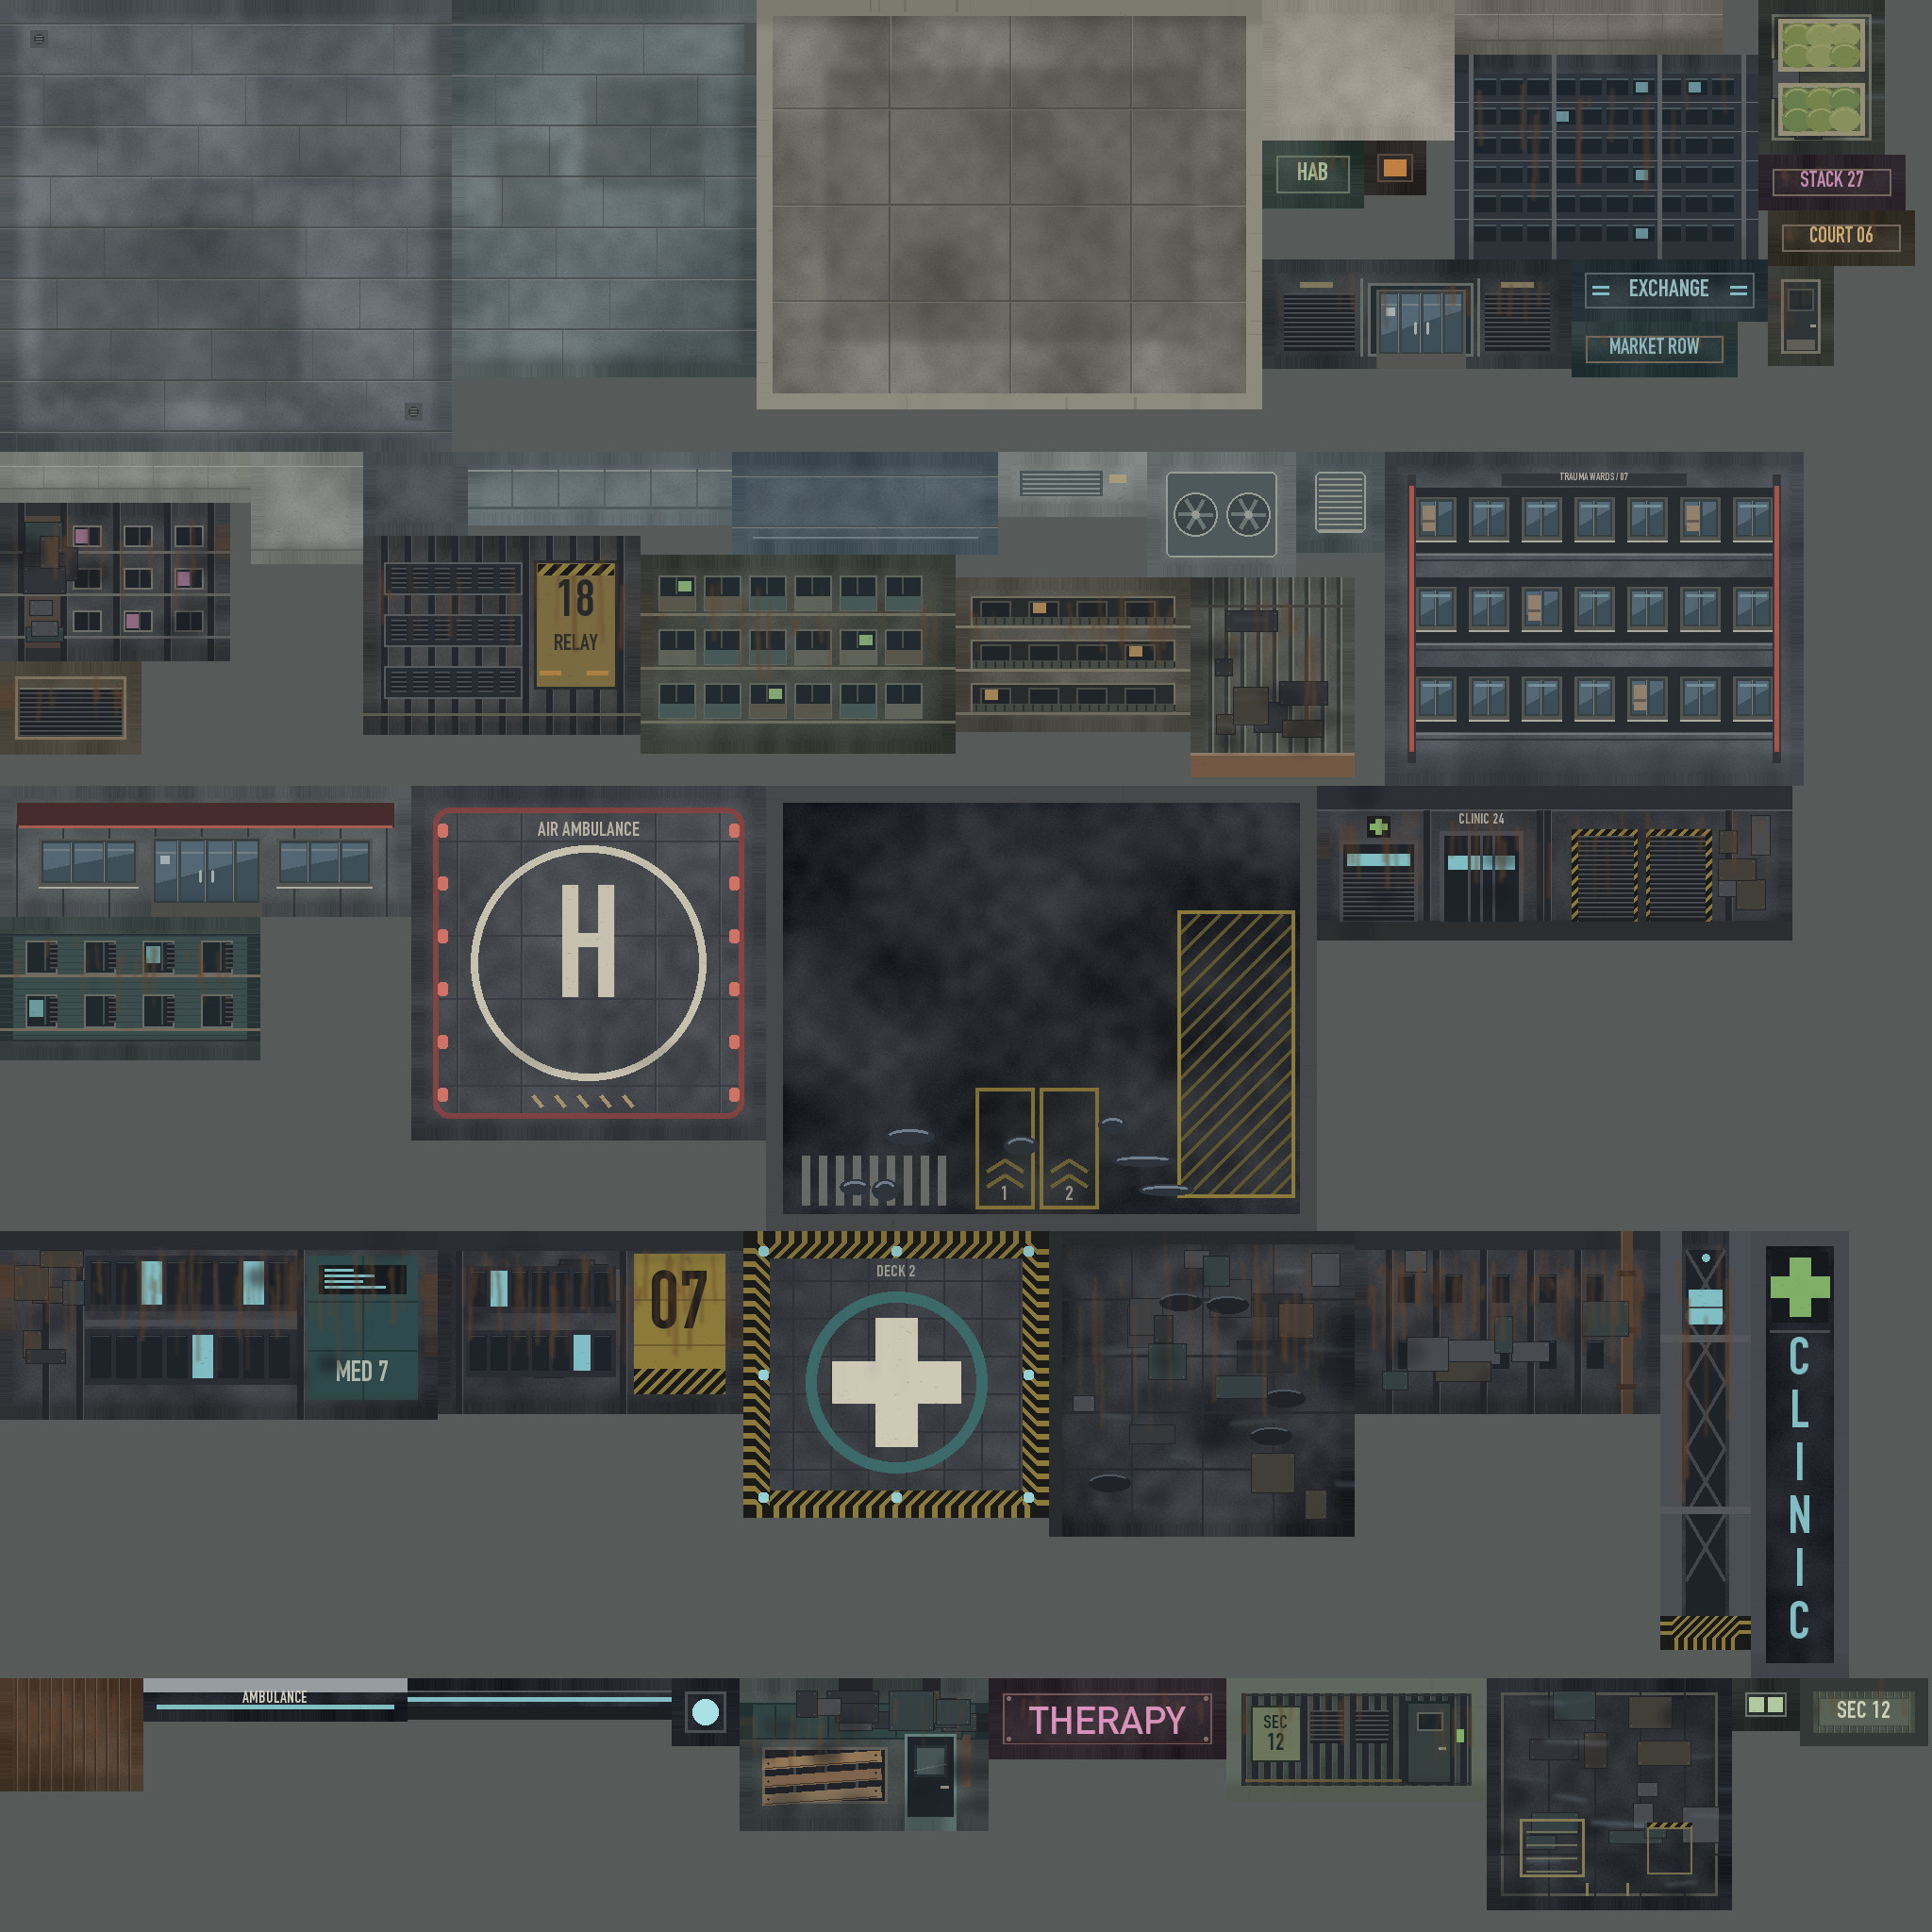 HAB
STACK 27
COURT 06
EXCHANGE
MARKET ROW
TRAUMA WARDS / 07
18
RELAY
AIR AMBULANCE
H
CLINIC 24
1
2
MED 7
07
DECK 2
CLINIC
AMBULANCE
THERAPY
SEC
12
SEC 12